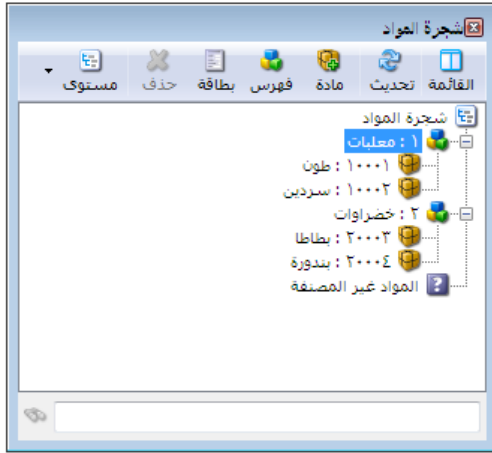 شجرة المواد
القائمة تحديث مادة فهرس بطاقة حذف مستوى
شجرة المواد
١ : معلبات
١٠٠٠١ : طون
١٠٠٠٢ : سردين
٢ : خضراوات
٢٠٠٠٣ : بطاطا
٢٠٠٠٤ : بندورة
المواد غير المصنفة